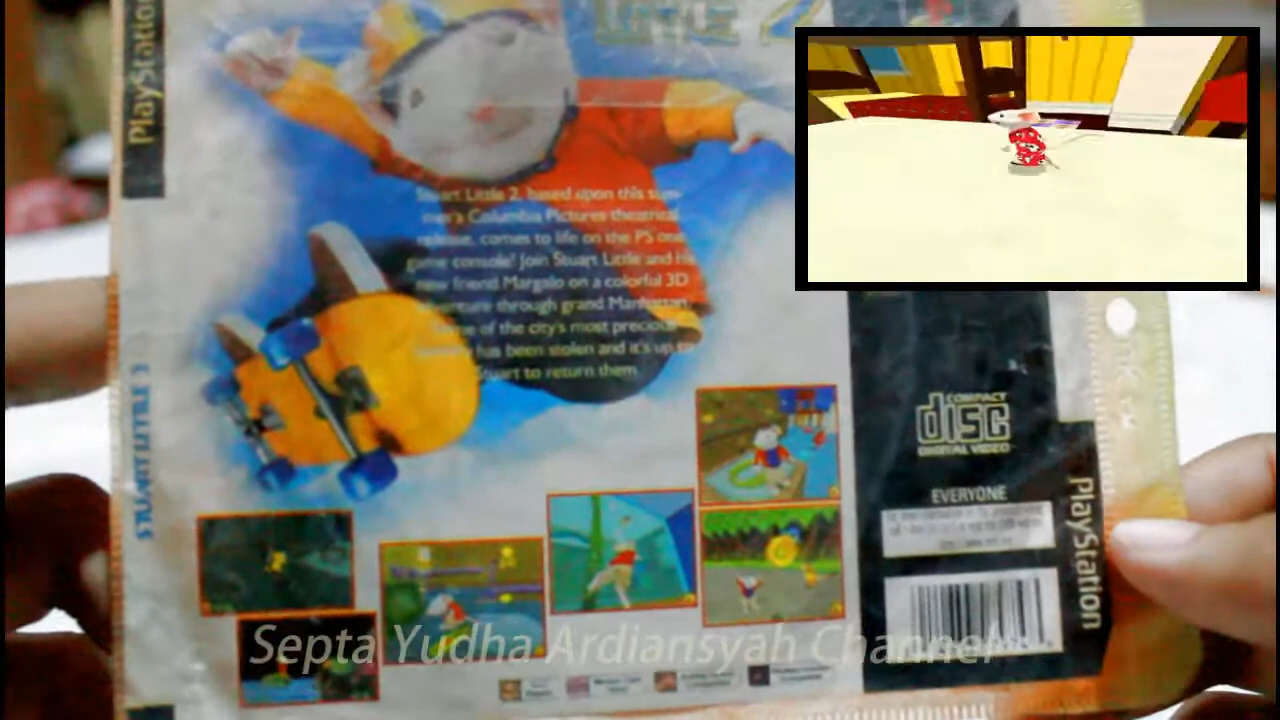 PlayStation
LITTLE 2
Stuart Little 2, based upon this sum-
mer's Columbia Pictures theatrical
release, comes to life on the PS one
game console! Join Stuart Little and his
new friend Margalo on a colorful 3D
adventure through grand Manhattan.
of the city's most precious
has been stolen and it's up to
Stuart to return them
STUART LITTLE 2
COMPACT
disc
DIGITAL VIDEO
EVERYONE
PlayStation
Septa Yudha Ardiansyah Channel